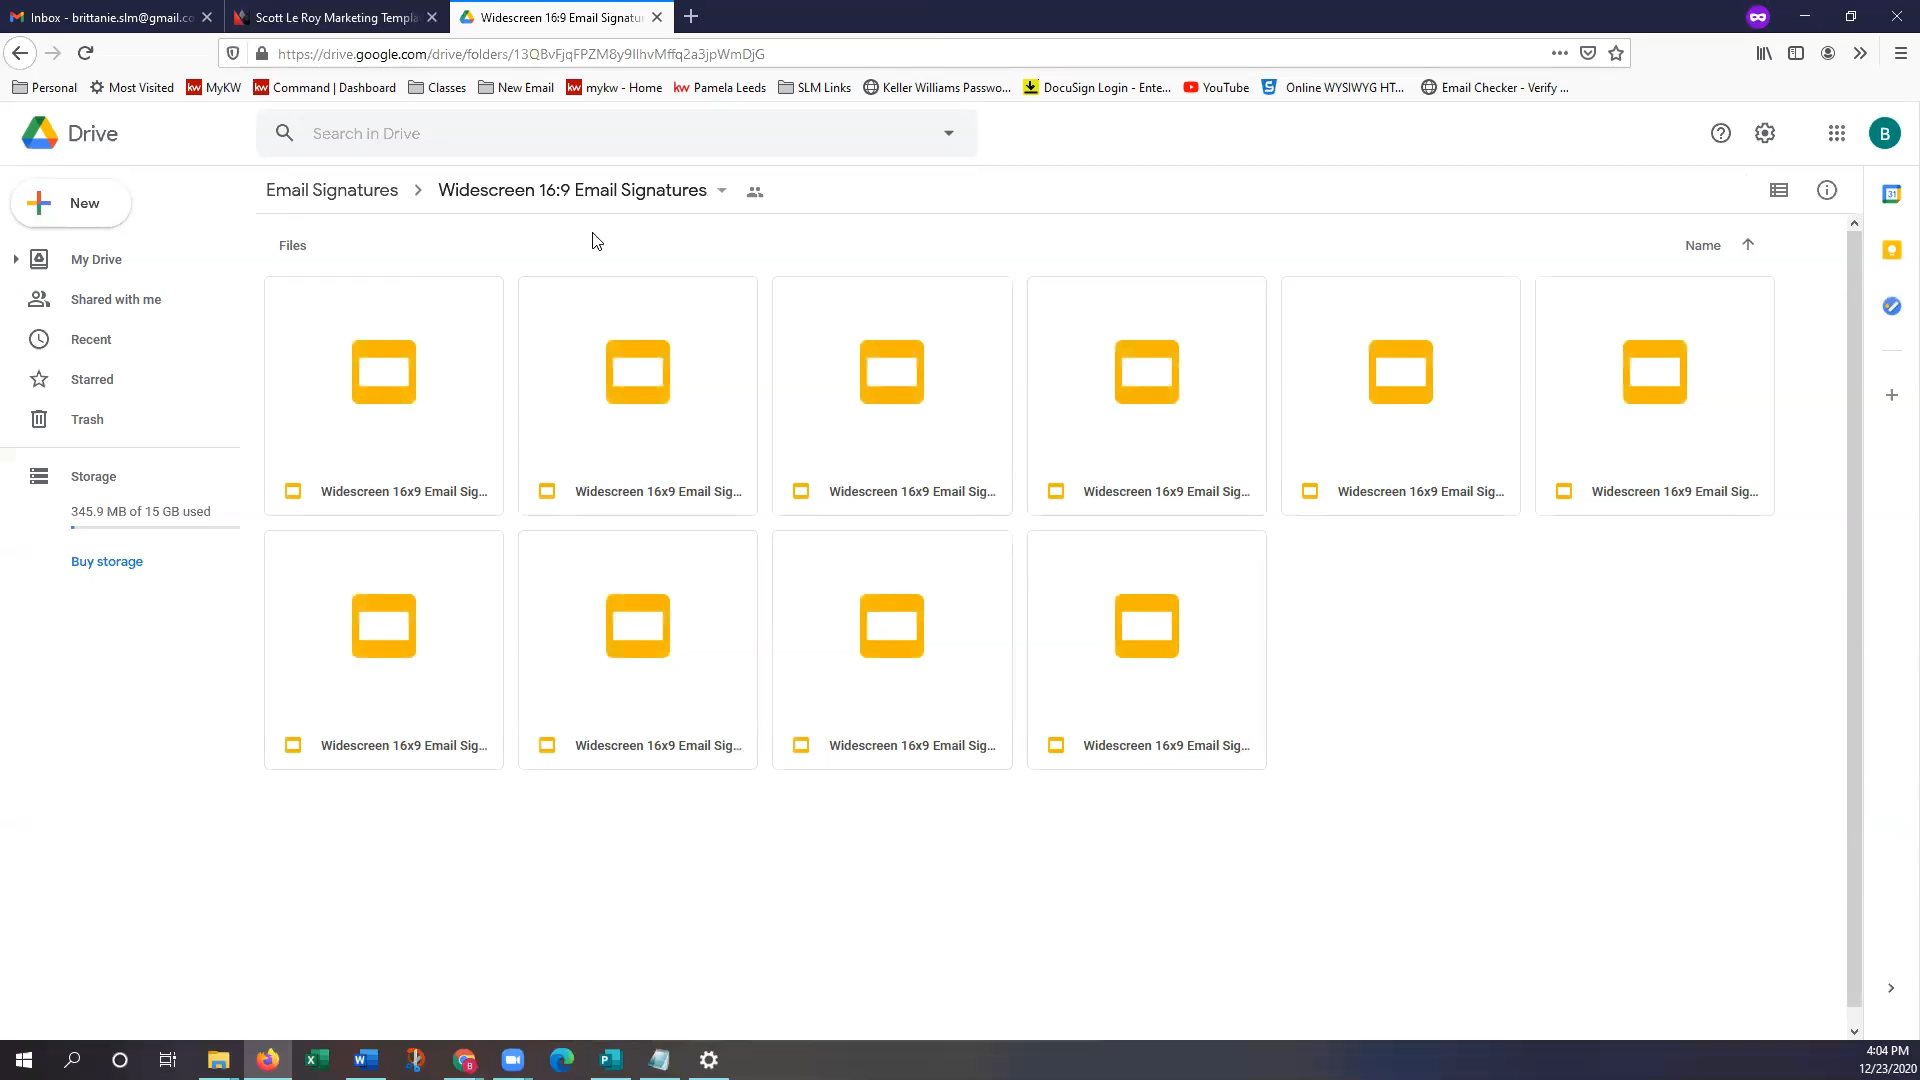 Inbox - brittanie.slm@gmail.co
Scott Le Roy Marketing Templa
Widescreen 16:9 Email Signatur
https://drive.google.com/drive/folders/13QBvFjqFPZM8y9IlhvMffq2a3jpWmDjG
Personal
Most Visited
MyKW
Command | Dashboard
Classes
New Email
mykw - Home
Pamela Leeds
SLM Links
Keller Williams Passwo...
DocuSign Login - Ente...
YouTube
Online WYSIWYG HT...
Email Checker - Verify ...
Drive
Search in Drive
B
New
Email Signatures
Widescreen 16:9 Email Signatures
Files
Name
My Drive
Shared with me
Recent
Starred
Trash
Storage
345.9 MB of 15 GB used
Buy storage
Widescreen 16x9 Email Sig...
Widescreen 16x9 Email Sig...
Widescreen 16x9 Email Sig...
Widescreen 16x9 Email Sig...
Widescreen 16x9 Email Sig...
Widescreen 16x9 Email Sig...
Widescreen 16x9 Email Sig...
Widescreen 16x9 Email Sig...
Widescreen 16x9 Email Sig...
Widescreen 16x9 Email Sig...
31
4:04 PM
12/23/2020